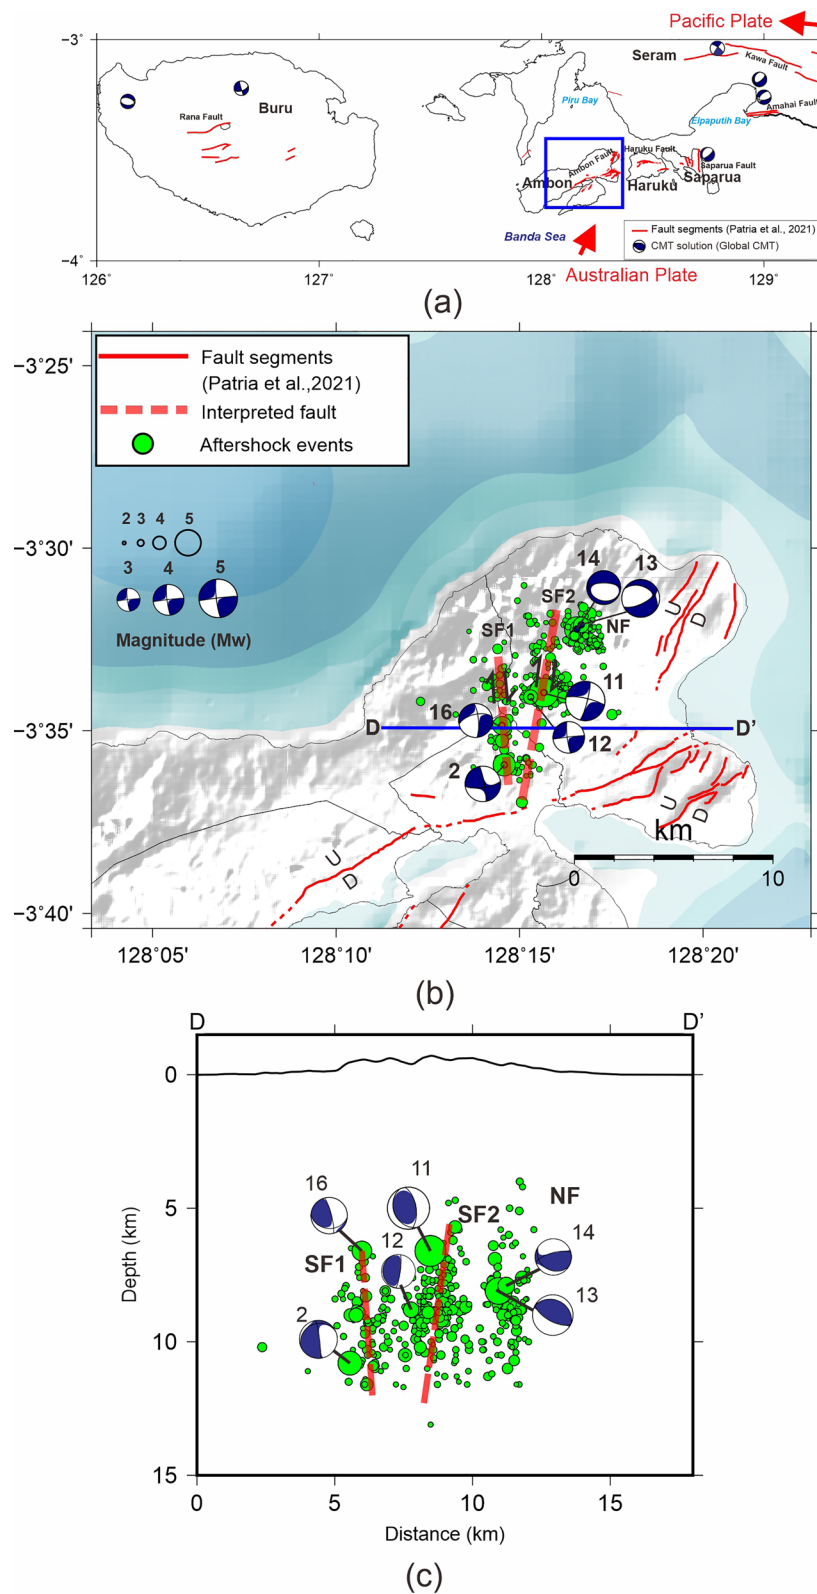 Pacific Plate
−3°
Seram
Kawa Fault
Buru
Rana Fault
Piru Bay
Amahai Fault
Elpaputih Bay
Ambon Fault
Haruku Fault
Saparua Fault
Ambon
Haruku
Saparua
Banda Sea
Fault segments (Patria et al., 2021)
CMT solution (Global CMT)
−4°
126°
127°
128°
129°
Australian Plate
(a)
−3°25'
Fault segments
(Patria et al.,2021)
Interpreted fault
Aftershock events
2 3 4 5
3 4 5
Magnitude (Mw)
−3°30'
14 13
SF2
SF1
NF
U
D
11
16
−3°35'
D
D'
12
2
U
D
km
U
D
0 10
−3°40'
128°05' 128°10' 128°15' 128°20'
(b)
D D'
0
11
16
NF
5
SF2
14
12
SF1
13
2
10
15
Depth (km)
0 5 10 15
Distance (km)
(c)